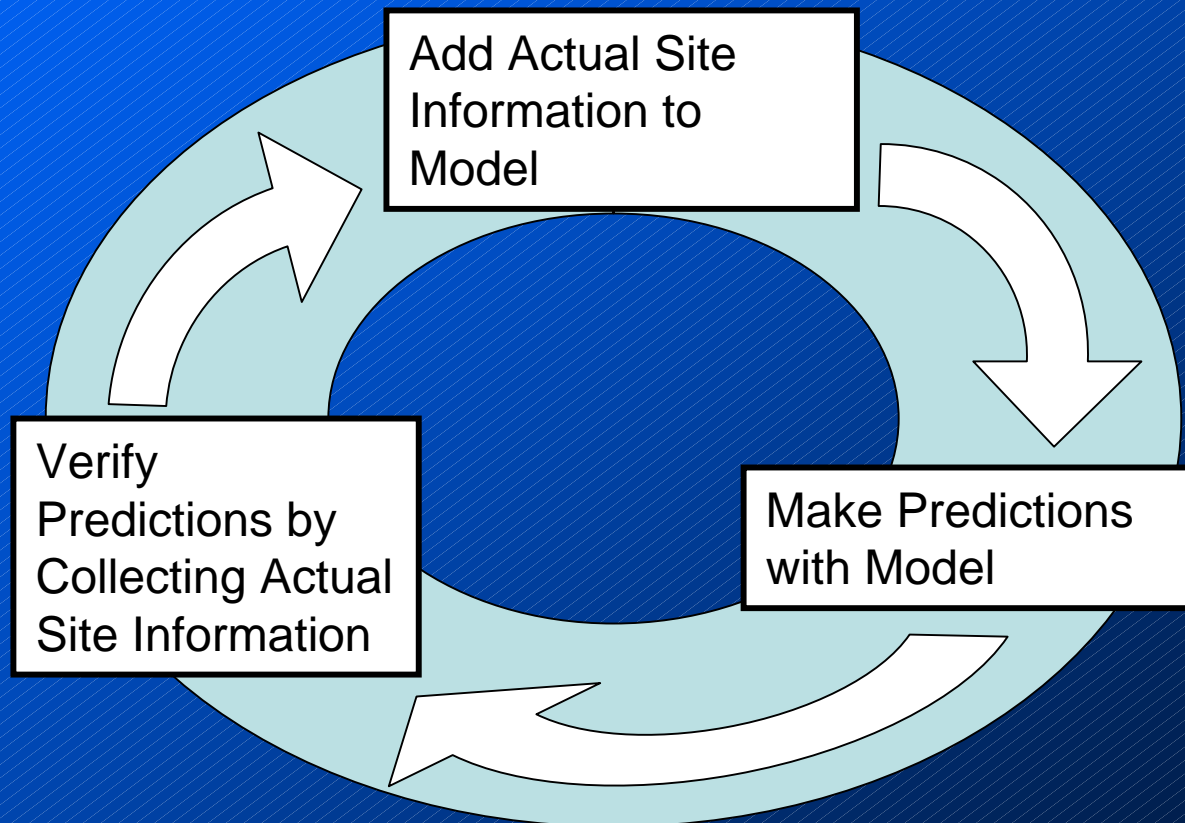 Add Actual Site
Information to
Model
Make Predictions
with Model
Verify
Predictions by
Collecting Actual
Site Information